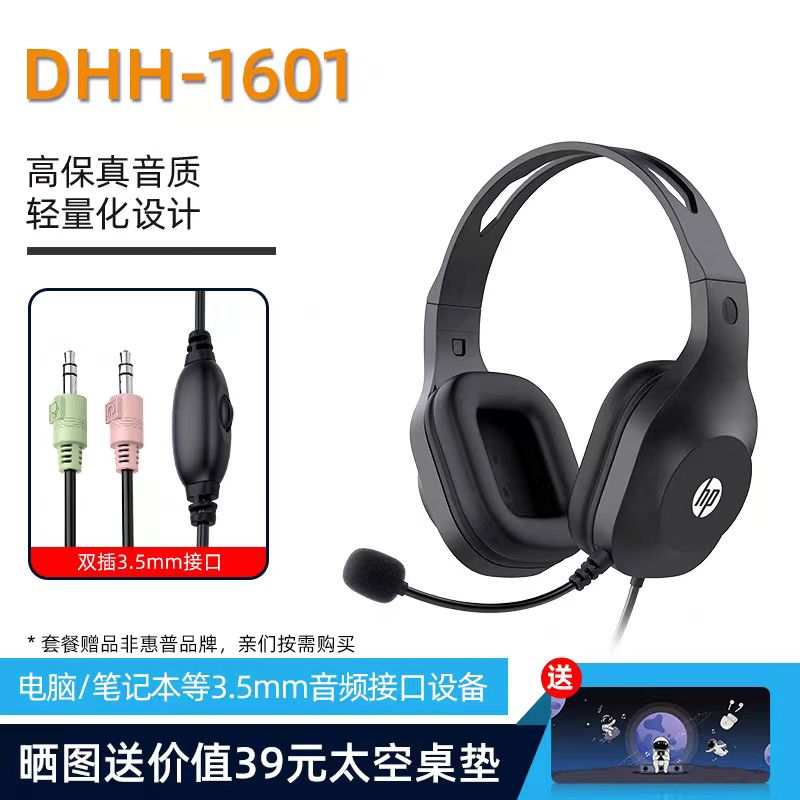 DHH-1601
高保真音质
轻量化设计
双插3.5mm接口
hp
* 套餐赠品非惠普品牌，亲们按需购买
电脑/笔记本等3.5mm音频接口设备
送
晒图送价值39元太空桌垫